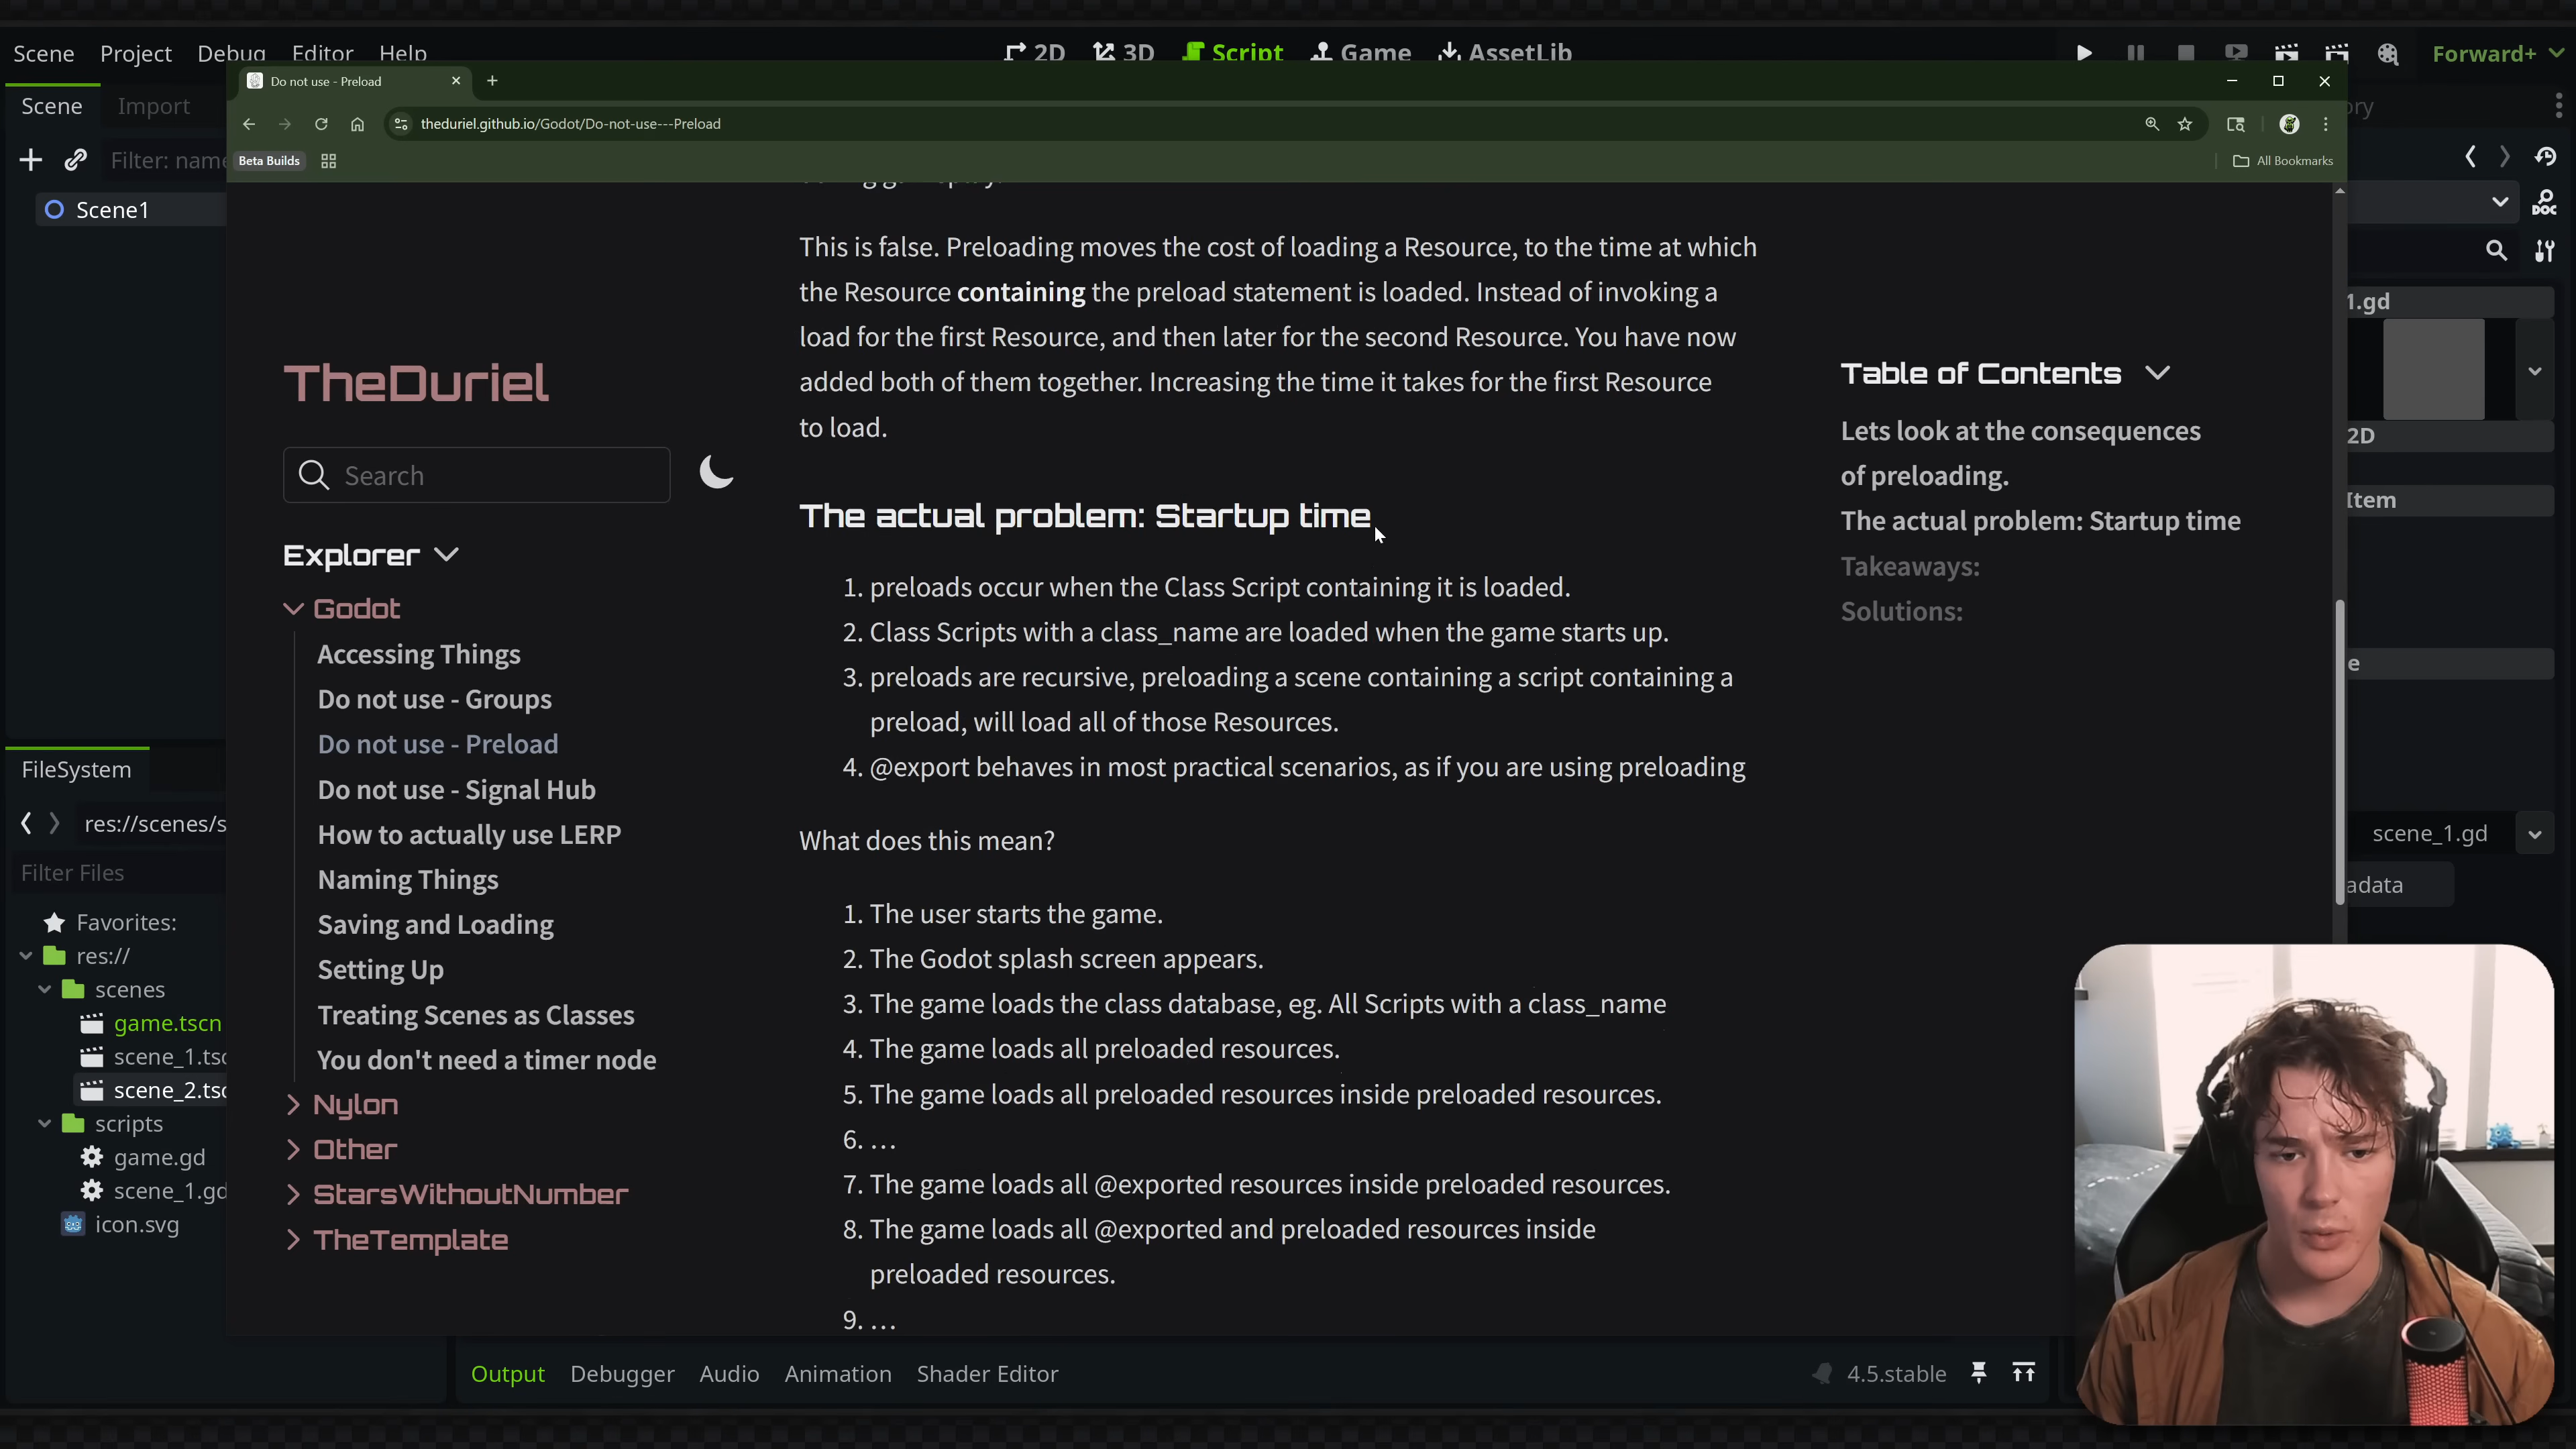 Scene Project Debug Editor Help
2D 3D Script Game AssetLib
Forward+
Scene Import
Filter: name
Scene1
Do not use - Preload
theduriel.github.io/Godot/Do-not-use---Preload
Beta Builds
All Bookmarks
This is false. Preloading moves the cost of loading a Resource, to the time at which
the Resource containing the preload statement is loaded. Instead of invoking a
load for the first Resource, and then later for the second Resource. You have now
added both of them together. Increasing the time it takes for the first Resource
to load.
The actual problem: Startup time
1. preloads occur when the Class Script containing it is loaded.
2. Class Scripts with a class_name are loaded when the game starts up.
3. preloads are recursive, preloading a scene containing a script containing a
preload, will load all of those Resources.
4. @export behaves in most practical scenarios, as if you are using preloading
What does this mean?
1. The user starts the game.
2. The Godot splash screen appears.
3. The game loads the class database, eg. All Scripts with a class_name
4. The game loads all preloaded resources.
5. The game loads all preloaded resources inside preloaded resources.
6. ...
7. The game loads all @exported resources inside preloaded resources.
8. The game loads all @exported and preloaded resources inside
preloaded resources.
9. ...
TheDuriel
Search
Explorer
Godot
Accessing Things
Do not use - Groups
Do not use - Preload
Do not use - Signal Hub
How to actually use LERP
Naming Things
Saving and Loading
Setting Up
Treating Scenes as Classes
You don't need a timer node
Nylon
Other
StarsWithoutNumber
TheTemplate
Table of Contents
Lets look at the consequences
of preloading.
The actual problem: Startup time
Takeaways:
Solutions:
ory
DOC
1.gd
2D
Item
e
scene_1.gd
adata
FileSystem
res://scenes/s
Filter Files
Favorites:
res://
scenes
game.tscn
scene_1.tsc
scene_2.tsc
scripts
game.gd
scene_1.gd
icon.svg
Output Debugger Audio Animation Shader Editor
4.5.stable